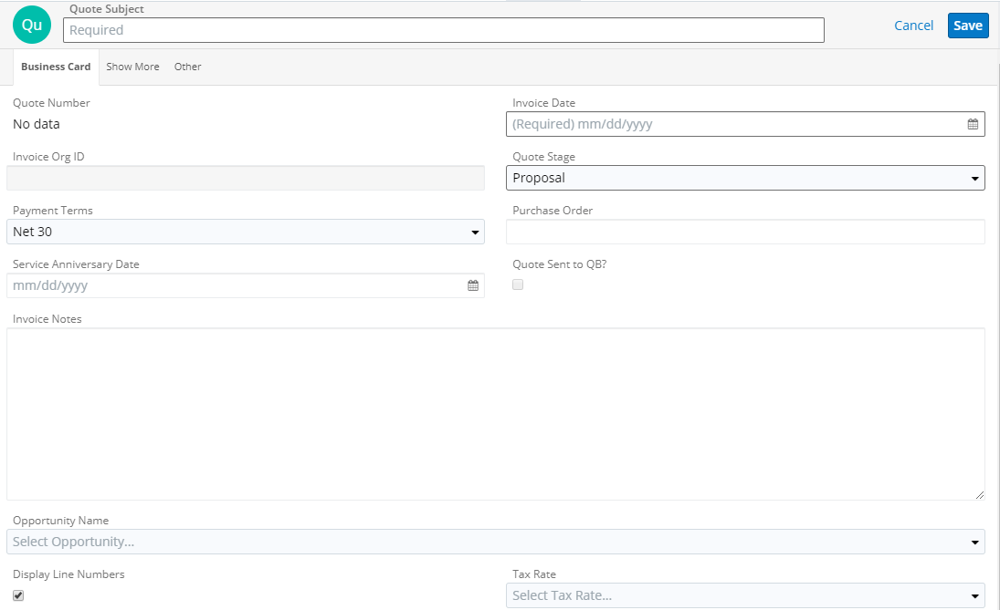 Quote Subject
Qu
Required
Cancel
Save
Business Card
Show More
Other
Quote Number
No data
Invoice Date
(Required) mm/dd/yyyy
Invoice Org ID
Quote Stage
Proposal
Payment Terms
Net 30
Purchase Order
Service Anniversary Date
mm/dd/yyyy
Quote Sent to QB?
Invoice Notes
Opportunity Name
Select Opportunity...
Display Line Numbers
Tax Rate
Select Tax Rate...